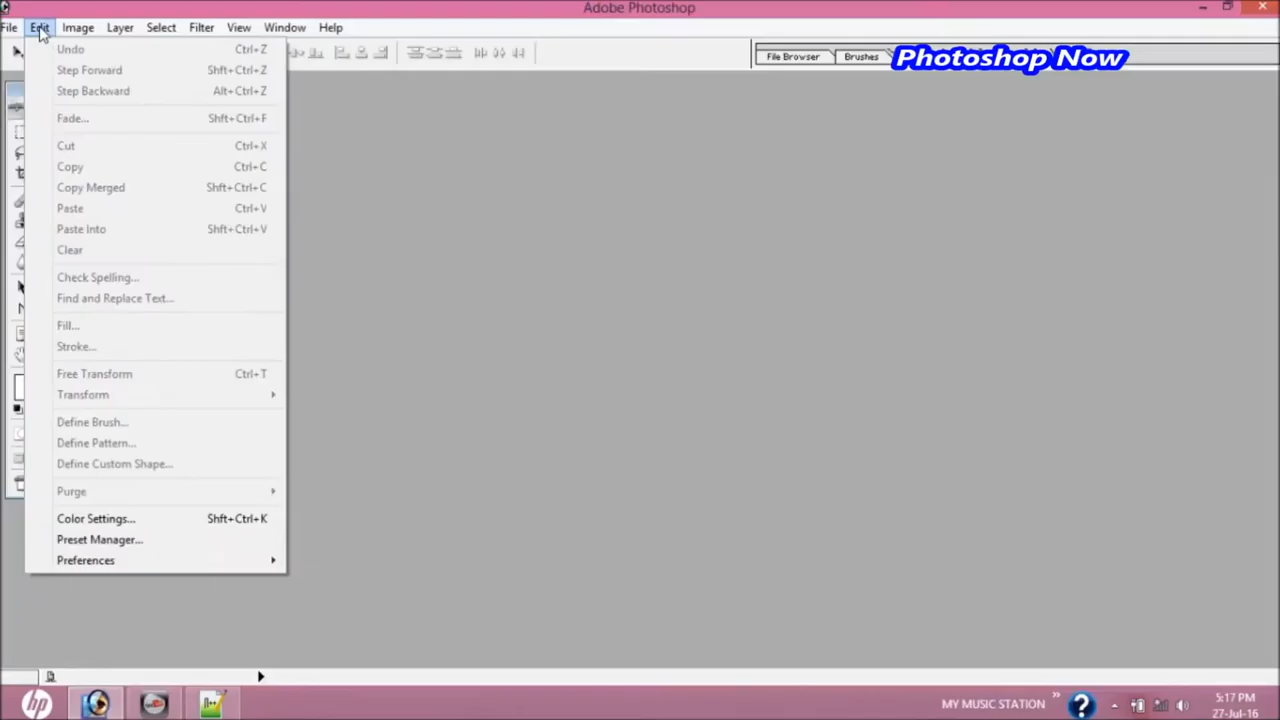 Adobe Photoshop
File Edit Image Layer Select Filter View Window Help
File Browser Brushes
Photoshop Now
Undo Ctrl+Z
Step Forward Shft+Ctrl+Z
Step Backward Alt+Ctrl+Z
Fade... Shft+Ctrl+F
Cut Ctrl+X
Copy Ctrl+C
Copy Merged Shft+Ctrl+C
Paste Ctrl+V
Paste Into Shft+Ctrl+V
Clear
Check Spelling...
Find and Replace Text...
Fill...
Stroke...
Free Transform Ctrl+T
Transform
Define Brush...
Define Pattern...
Define Custom Shape...
Purge
Color Settings... Shft+Ctrl+K
Preset Manager...
Preferences
hp
MY MUSIC STATION
5:17 PM
27-Jul-16